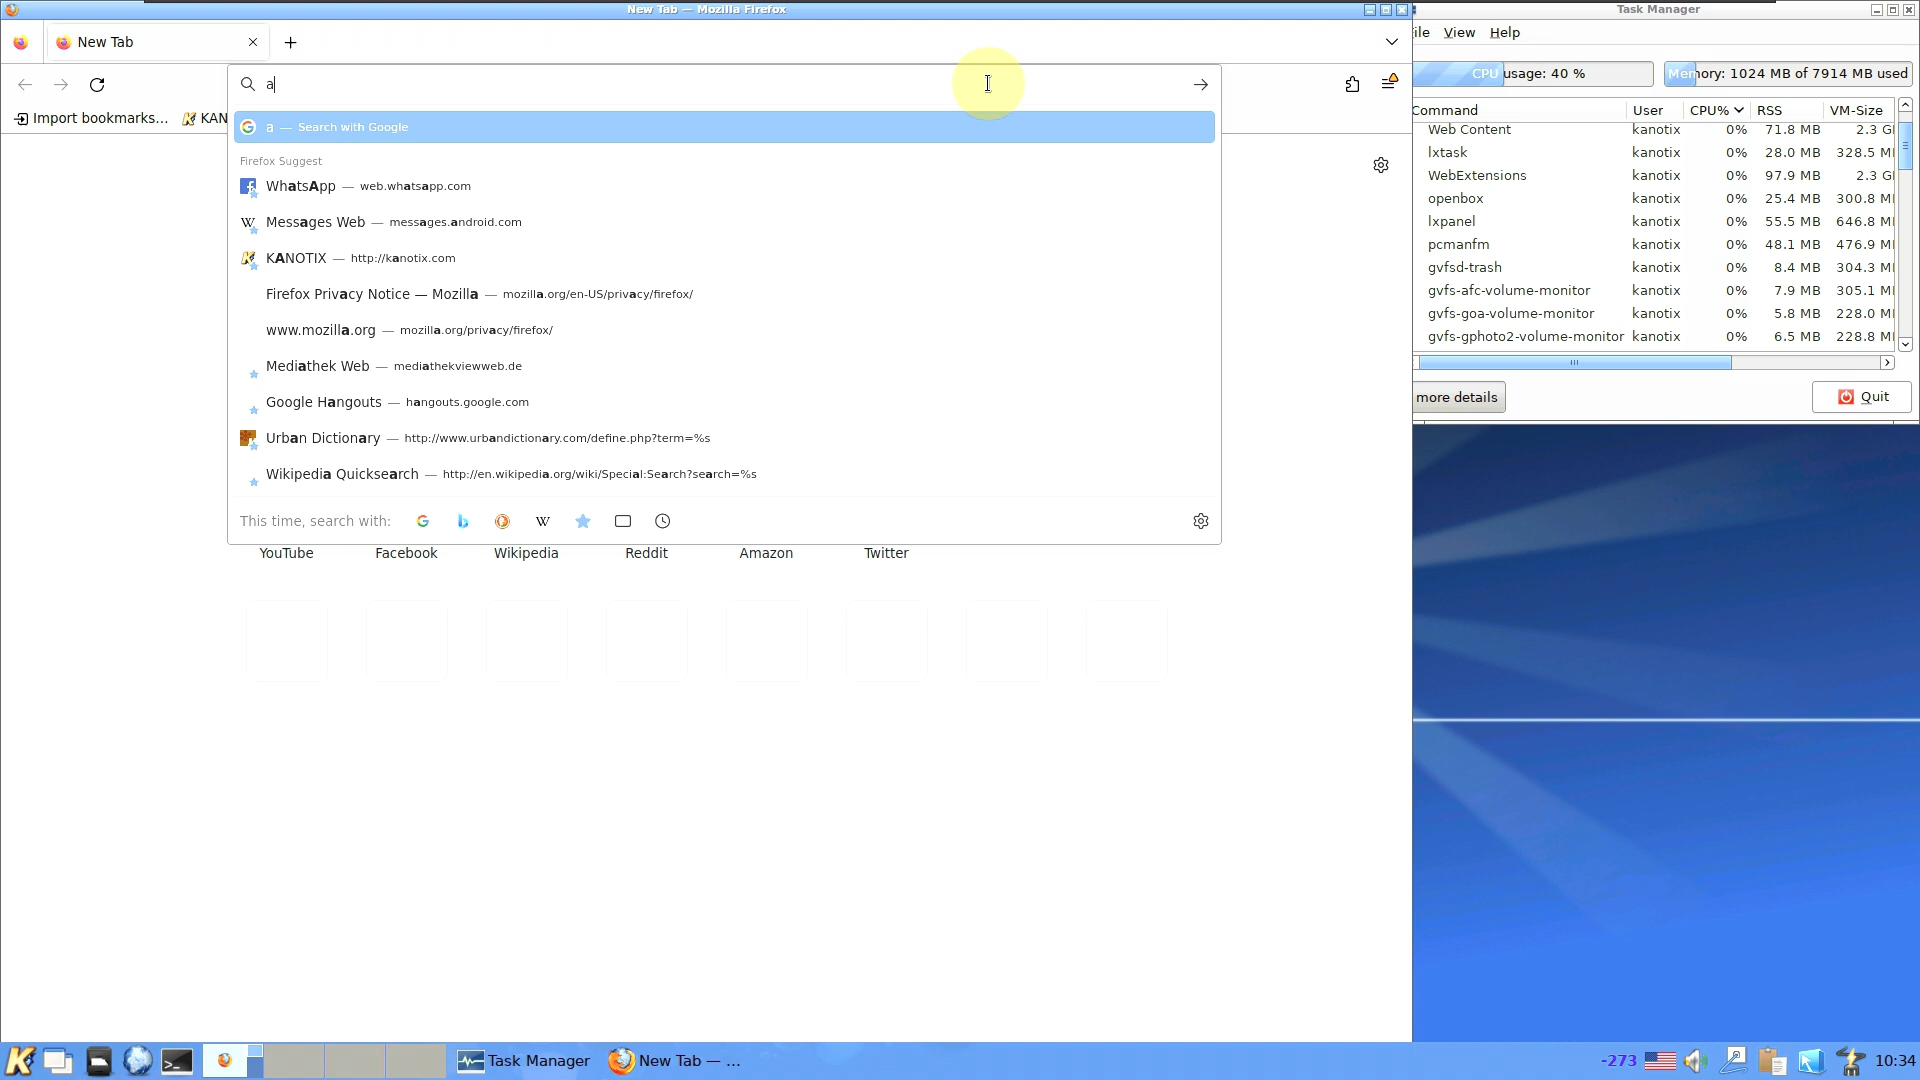 New Tab — Mozilla Firefox
New Tab
a
Import bookmarks... KAN
a — Search with Google
Firefox Suggest
WhatsApp — web.whatsapp.com
Messages Web — messages.android.com
KANOTIX — http://kanotix.com
Firefox Privacy Notice — Mozilla — mozilla.org/en-US/privacy/firefox/
www.mozilla.org — mozilla.org/privacy/firefox/
Mediathek Web — mediathekviewweb.de
Google Hangouts — hangouts.google.com
Urban Dictionary — http://www.urbandictionary.com/define.php?term=%s
Wikipedia Quicksearch — http://en.wikipedia.org/wiki/Special:Search?search=%s
This time, search with:
YouTube Facebook Wikipedia Reddit Amazon Twitter
Task Manager
ile View Help
CPU usage: 40 % Memory: 1024 MB of 7914 MB used
Command User CPU% RSS VM-Size
Web Content kanotix 0% 71.8 MB 2.3 G
lxtask kanotix 0% 28.0 MB 328.5 M
WebExtensions kanotix 0% 97.9 MB 2.3 G
openbox kanotix 0% 25.4 MB 300.8 M
lxpanel kanotix 0% 55.5 MB 646.8 M
pcmanfm kanotix 0% 48.1 MB 476.9 M
gvfsd-trash kanotix 0% 8.4 MB 304.3 M
gvfs-afc-volume-monitor kanotix 0% 7.9 MB 305.1 M
gvfs-goa-volume-monitor kanotix 0% 5.8 MB 228.0 M
gvfs-gphoto2-volume-monitor kanotix 0% 6.5 MB 228.8 M
more details Quit
Task Manager New Tab — ... -273 10:34